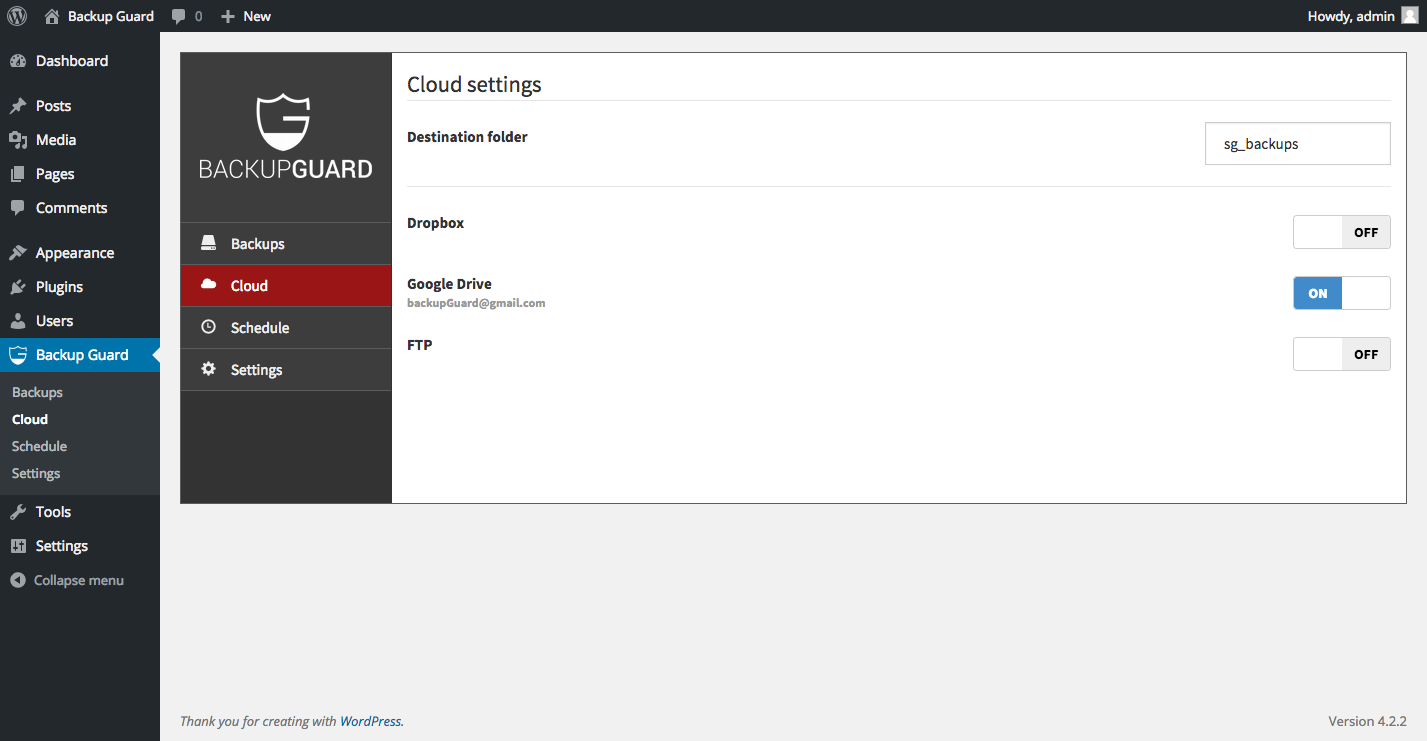 Backup Guard 0 New Howdy, admin
Dashboard
Posts
Media
Pages
Comments
Appearance
Plugins
Users
Backup Guard
Backups
Cloud
Schedule
Settings
Tools
Settings
Collapse menu
BACKUPGUARD
Backups
Cloud
Schedule
Settings
Cloud settings
Destination folder sg_backups
Dropbox OFF
Google Drive ON
backupGuard@gmail.com
FTP OFF
Thank you for creating with WordPress. Version 4.2.2